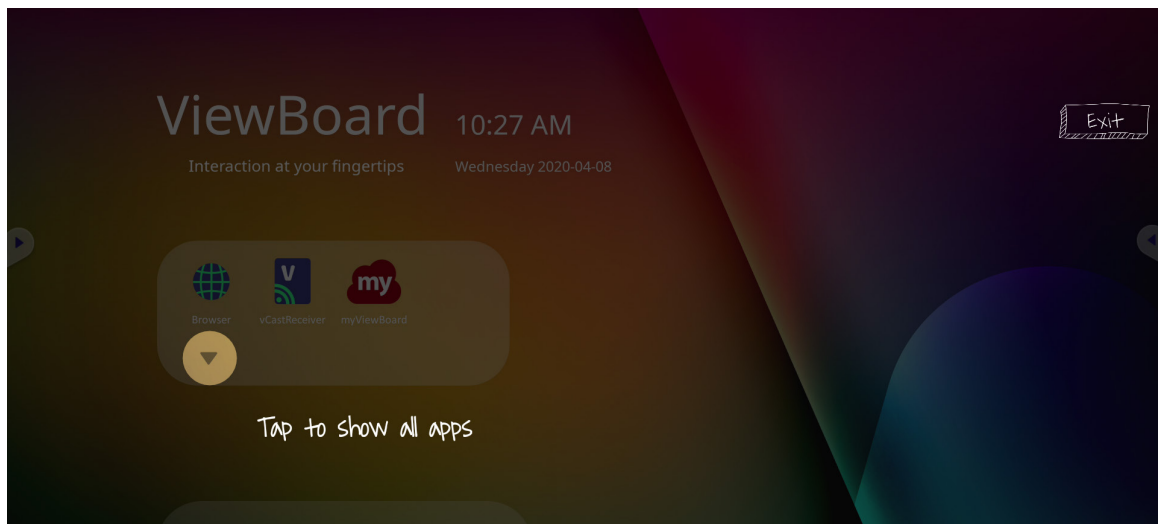 ViewBoard
10:27 AM
Exit
Interaction at your fingertips
Wednesday 2020-04-08
V
my
Browser
vCastReceiver
myViewBoard
Tap to show all apps